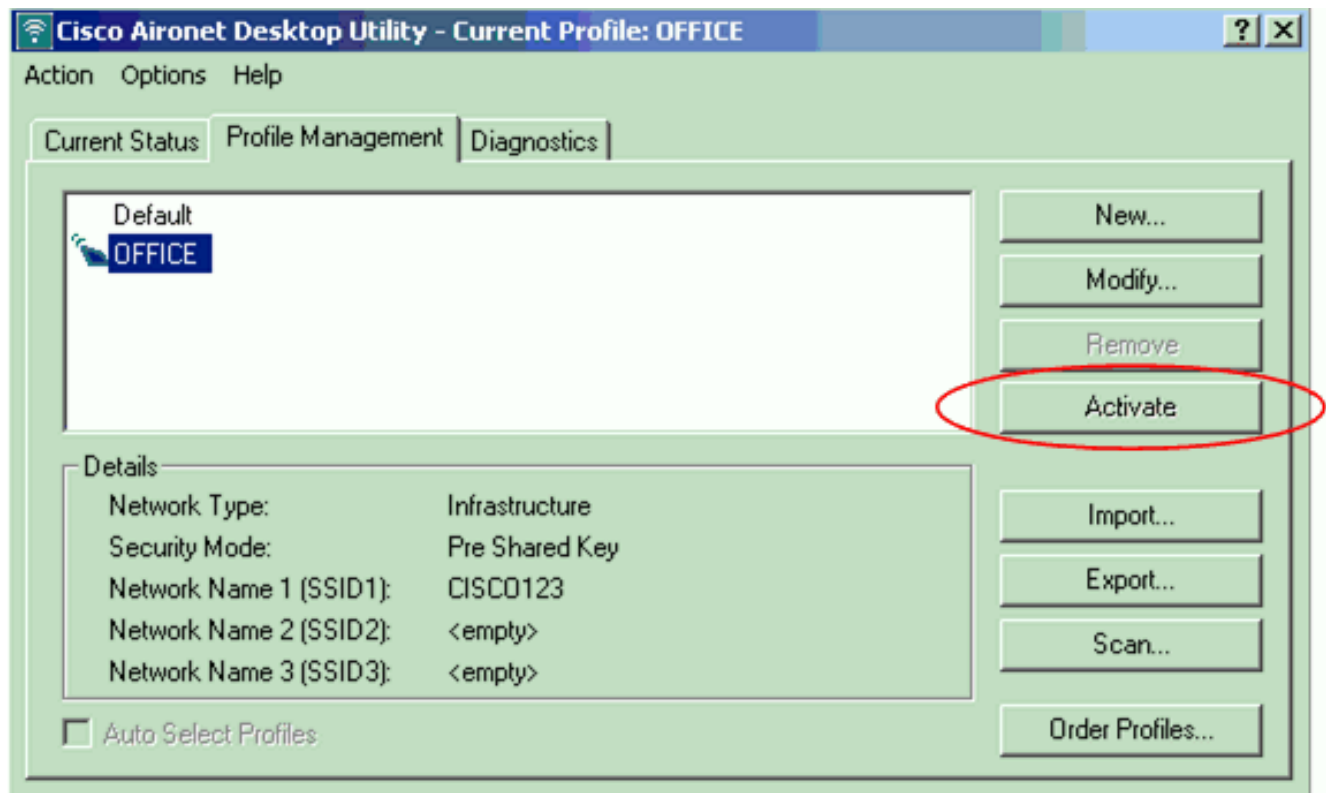 Cisco Aironet Desktop Utility - Current Profile: OFFICE
Action Options Help
Current Status Profile Management Diagnostics
Default
OFFICE
New...
Modify...
Remove
Activate
Details
Network Type: Infrastructure
Security Mode: Pre Shared Key
Network Name 1 (SSID1): CISCO123
Network Name 2 (SSID2): <empty>
Network Name 3 (SSID3): <empty>
Import...
Export...
Scan...
Auto Select Profiles
Order Profiles...